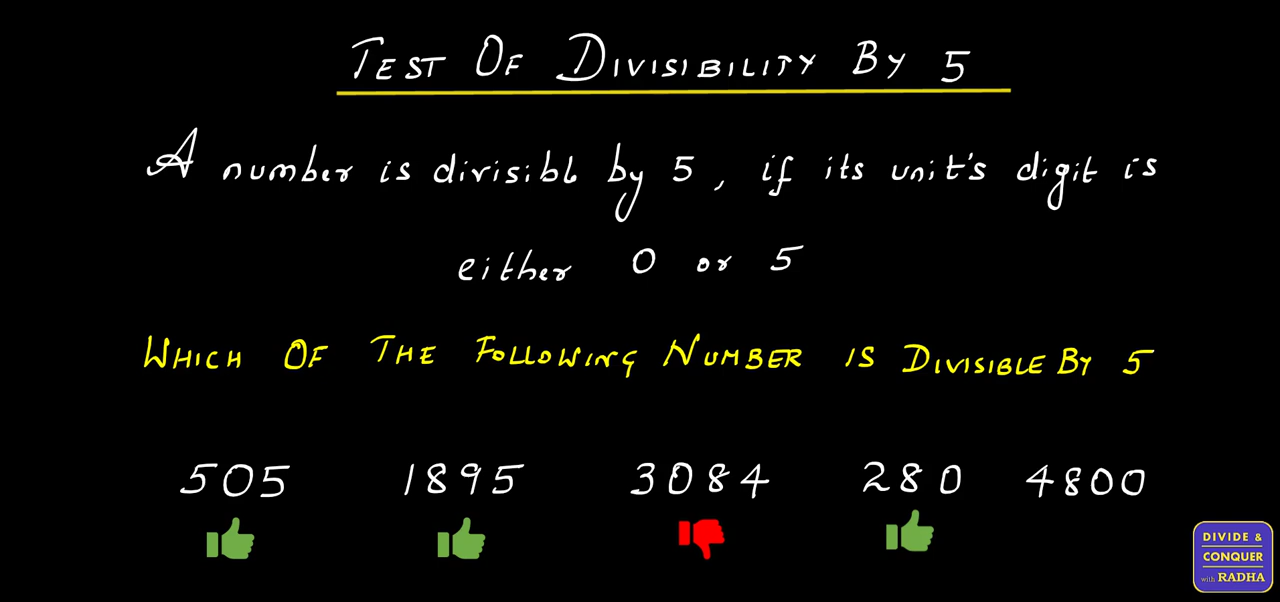 TEST OF DIVISIBILITY BY 5
A number is divisibl by 5, if its unit's digit is
either 0 or 5
WHICH OF THE FOLLOWING NUMBER IS DIVISIBLE BY 5
505 1895 3084 280 4800
DIVIDE &
CONQUER
with RADHA